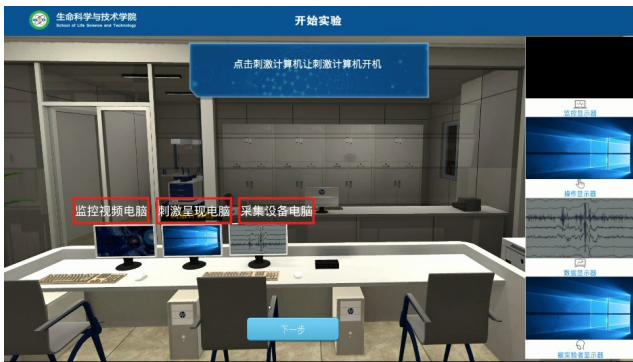 生命科学与技术学院
School of Life Science and Technology
开始实验
点击刺激计算机让刺激计算机开机
监控显示器
操作显示器
监控视频电脑 刺激呈现电脑 采集设备电脑
数据显示器
下一步
被实验者显示器